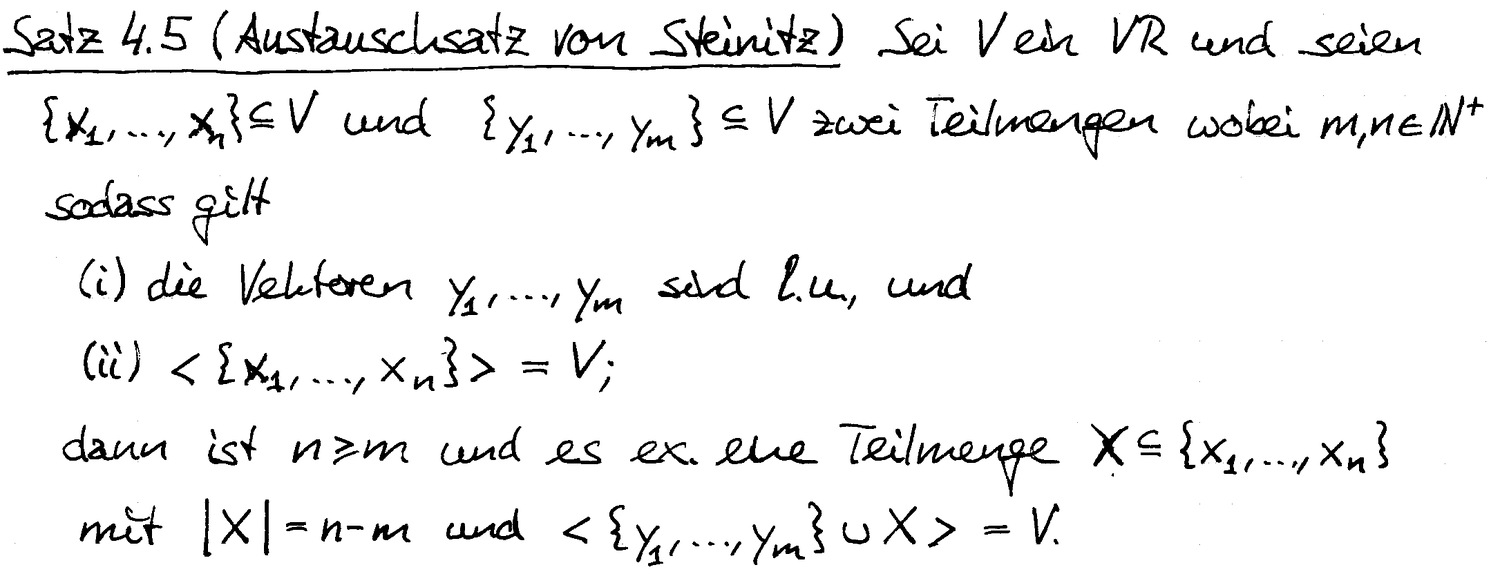 Satz 4.5 (Austauschsatz von Steinitz) Sei V ein VR und seien
{x₁, ..., xₙ} ⊆ V und {y₁, ..., yₘ} ⊆ V zwei Teilmengen wobei m,n ∈ ℕ⁺
sodass gilt
(i) die Vektoren y₁, ..., yₘ sind l.u., und
(ii) <{x₁, ..., xₙ}> = V;
dann ist n ≥ m und es ex. eine Teilmenge X ⊆ {x₁, ..., xₙ}
mit |X| = n-m und <{y₁, ..., yₘ} ∪ X> = V.